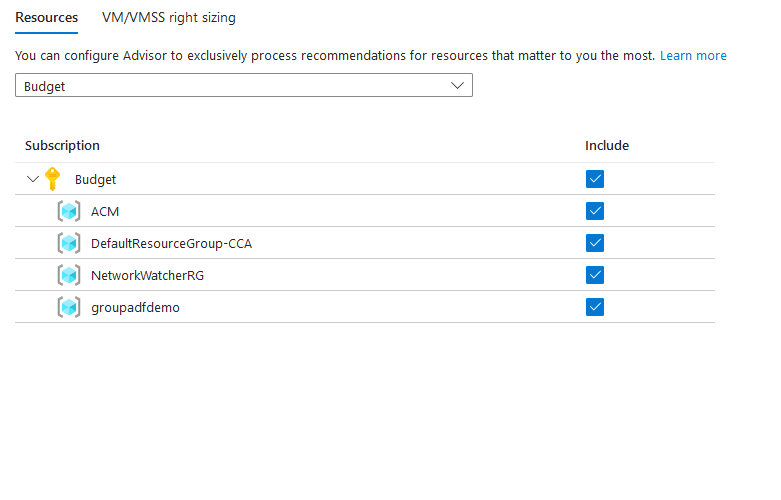 Resources VM/VMSS right sizing
You can configure Advisor to exclusively process recommendations for resources that matter to you the most. Learn more
Budget
Subscription Include
Budget
ACM
DefaultResourceGroup-CCA
NetworkWatcherRG
groupadfdemo